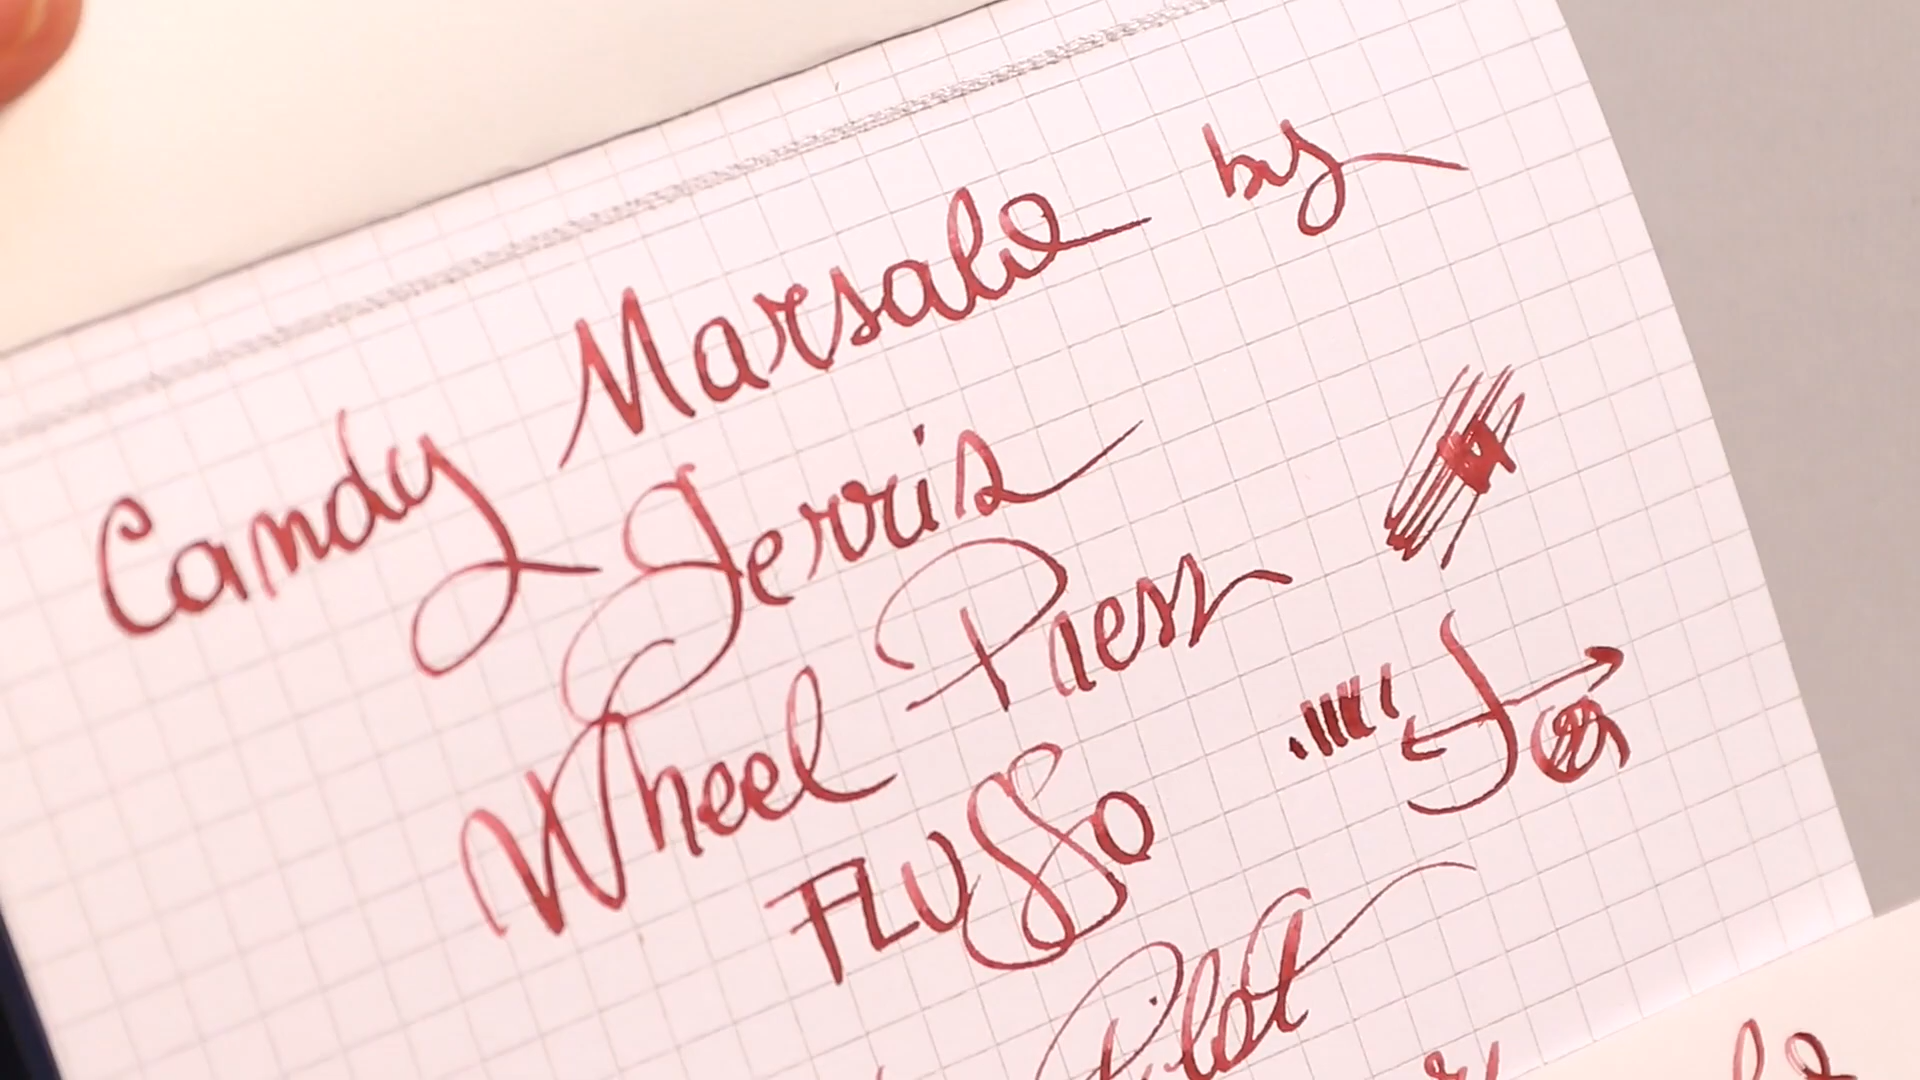 Candy Marsala by
Ferris
Wheel Press
FLUSSO
Pilot